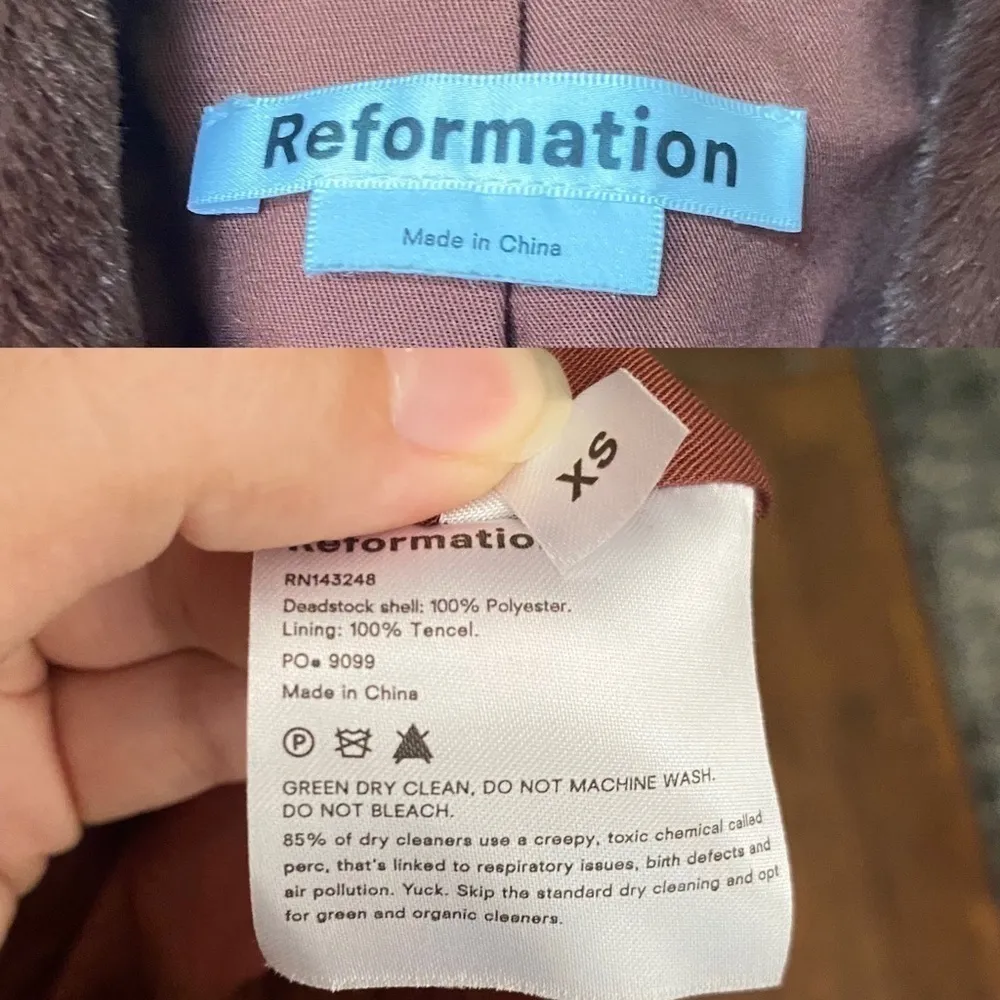 Reformation
Made in China
XS
Reformatio
RN143248
Deadstock shell: 100% Polyester.
Lining: 100% Tencel.
PO# 9099
Made in China
P
GREEN DRY CLEAN, DO NOT MACHINE WASH.
DO NOT BLEACH.
85% of dry cleaners use a creepy, toxic chemical called
perc, that's linked to respiratory issues, birth defects and
air pollution. Yuck. Skip the standard dry cleaning and opt
for green and organic cleaners.